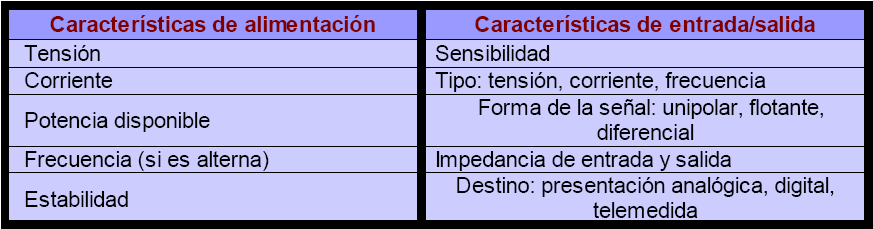 Características de alimentación
Características de entrada/salida
Tensión
Sensibilidad
Corriente
Tipo: tensión, corriente, frecuencia
Potencia disponible
Forma de la señal: unipolar, flotante,
diferencial
Frecuencia (si es alterna)
Impedancia de entrada y salida
Estabilidad
Destino: presentación analógica, digital,
telemedida